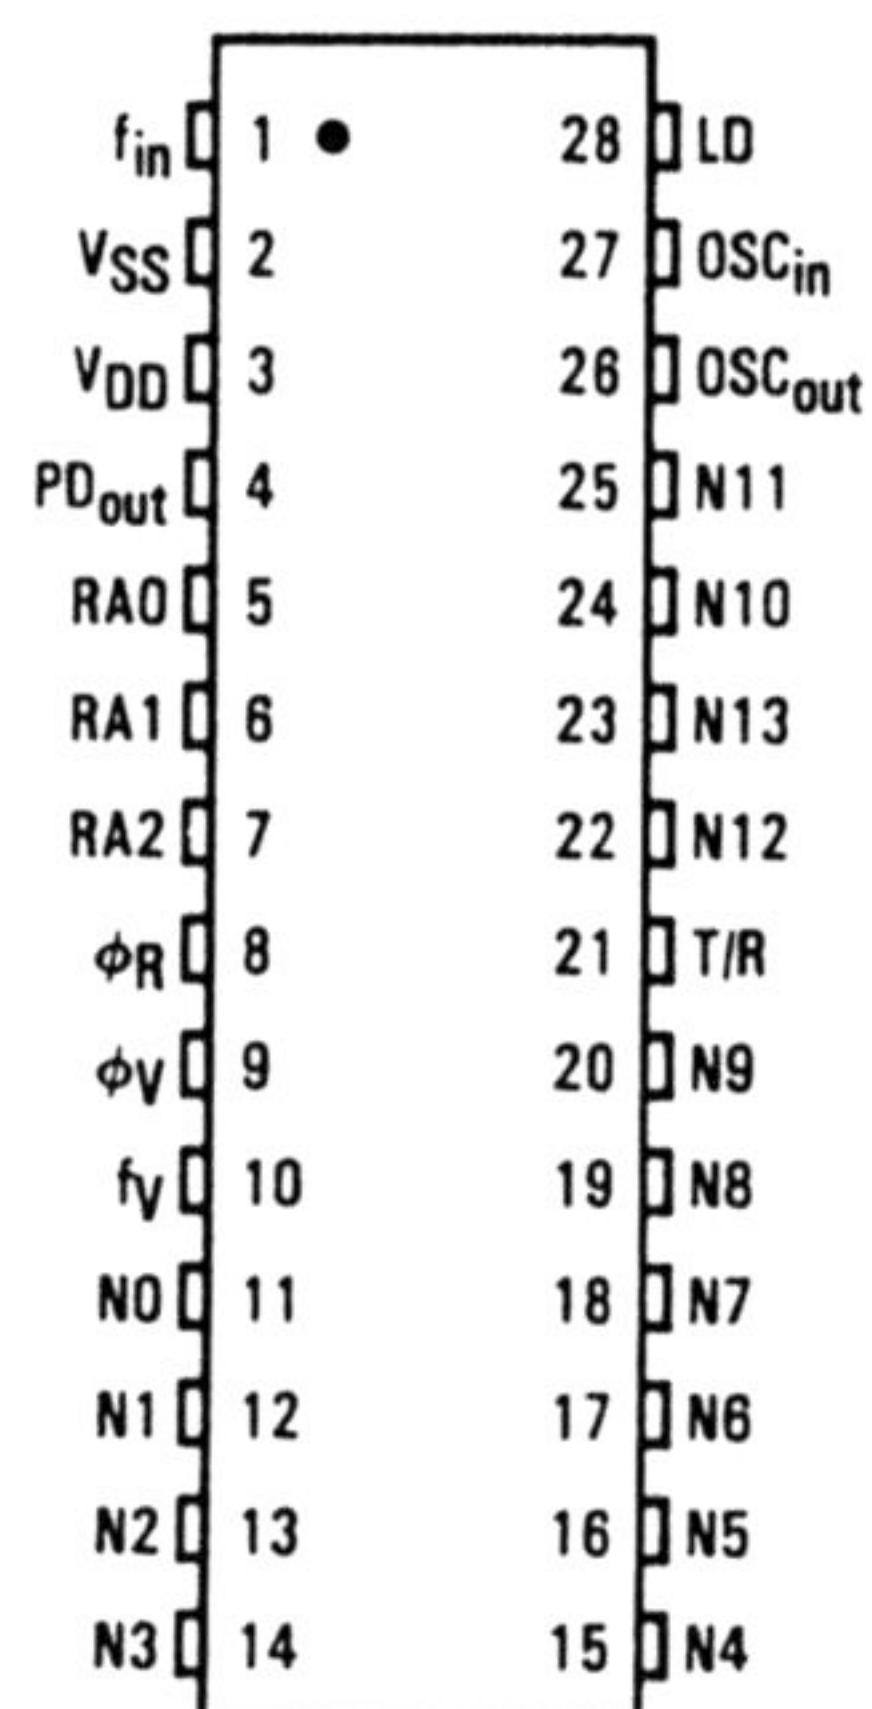 fin 1 28 LD
VSS 2 27 OSCin
VDD 3 26 OSCout
PDout 4 25 N11
RA0 5 24 N10
RA1 6 23 N13
RA2 7 22 N12
ϕR 8 21 T/R
ϕV 9 20 N9
fV 10 19 N8
N0 11 18 N7
N1 12 17 N6
N2 13 16 N5
N3 14 15 N4